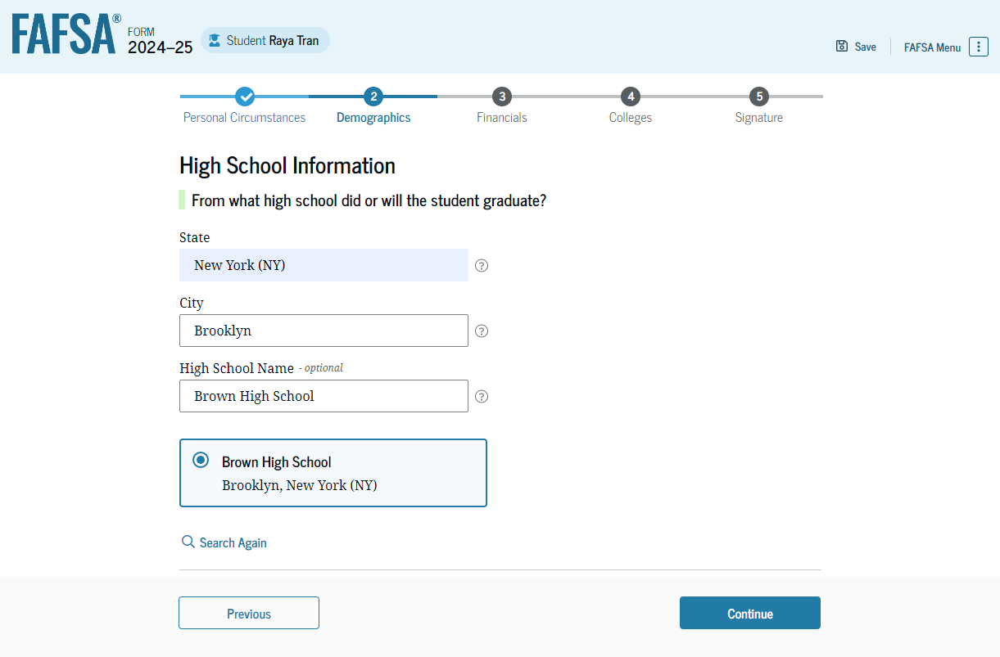 FAFSA® FORM 2024–25 Student Raya Tran Save FAFSA Menu
2 3 4 5
Personal Circumstances Demographics Financials Colleges Signature
High School Information
From what high school did or will the student graduate?
State
New York (NY) ?
City
Brooklyn ?
High School Name - optional
Brown High School ?
Brown High School
Brooklyn, New York (NY)
Search Again
Previous Continue